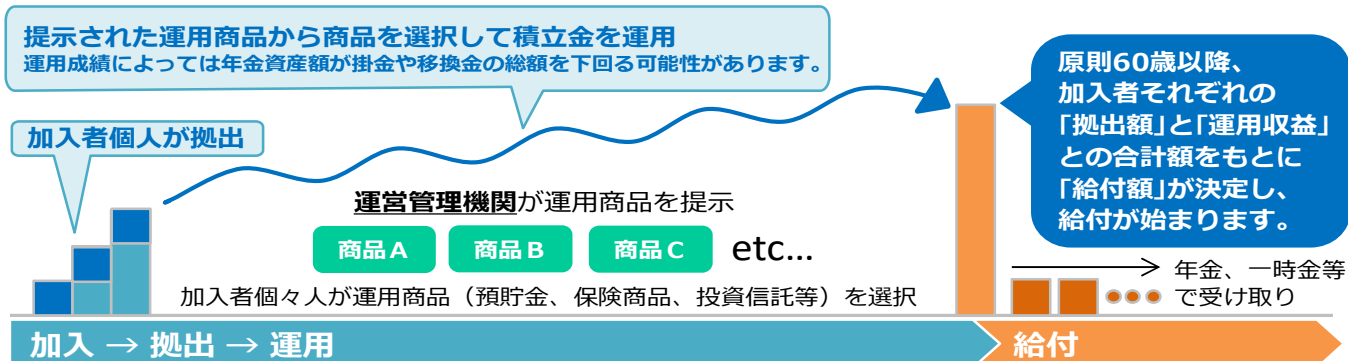 提示された運用商品から商品を選択して積立金を運用
運用成績によっては年金資産額が掛金や移換金の総額を下回る可能性があります。
加入者個人が拠出
運営管理機関が運用商品を提示
商品A 商品B 商品C etc...
加入者個々人が運用商品（預貯金、保険商品、投資信託等）を選択
原則60歳以降、
加入者それぞれの
「拠出額」と「運用収益」
との合計額をもとに
「給付額」が決定し、
給付が始まります。
年金、一時金等
で受け取り
加入 → 拠出 → 運用
給付